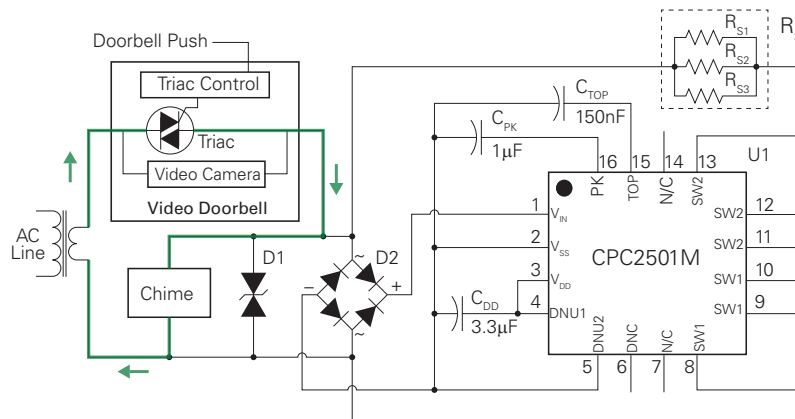 Doorbell Push
Triac Control
Triac
Video Camera
Video Doorbell
AC
Line
Chime
D1
D2
~
~
−
+
R
RS1
RS2
RS3
CTOP
150nF
CPK
1µF
CDD
3.3µF
U1
16 15 14 13
PK TOP N/C SW2
1 VIN
2 VSS
3 VDD
4 DNU1
CPC2501M
SW2 12
SW2 11
SW1 10
SW1 9
DNU2 DNC N/C SW1
5 6 7 8